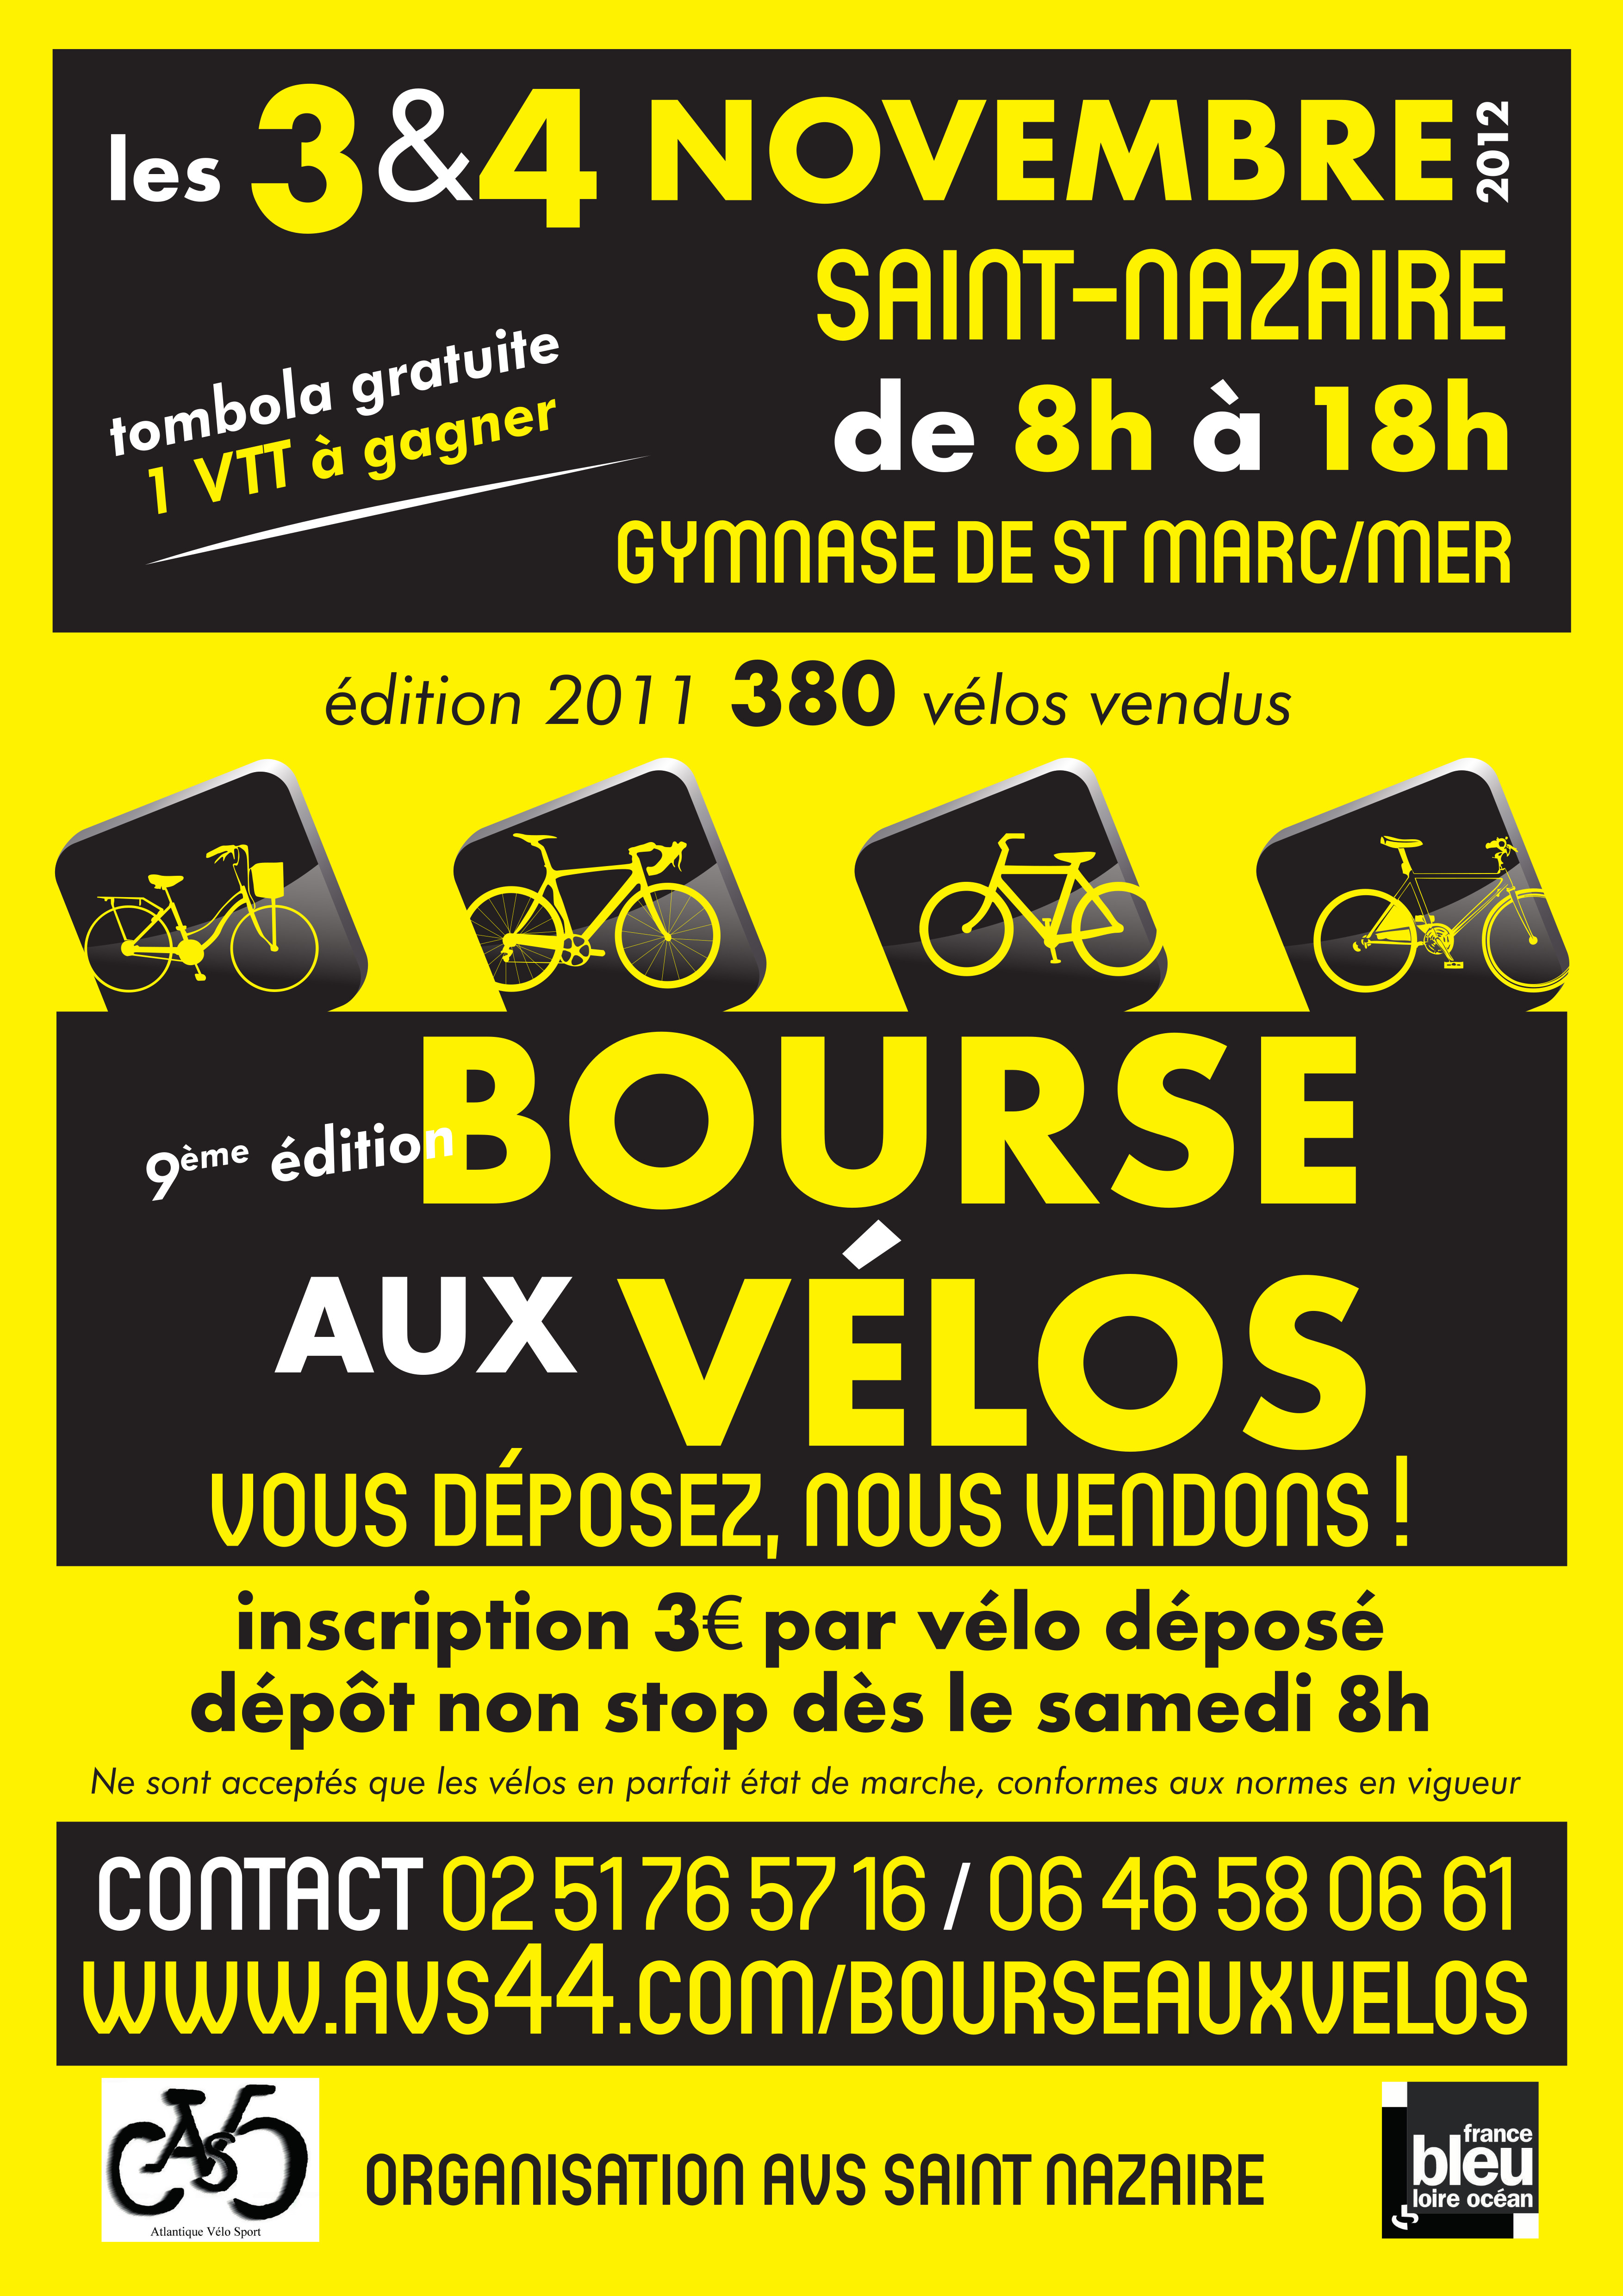 les 3&4 NOVEMBRE 2012
SAINT-NAZAIRE
tombola gratuite
1 VTT à gagner
de 8h à 18h
GYMNASE DE ST MARC/MER
édition 2011 380 vélos vendus
9ème édition
BOURSE
AUX VÉLOS
VOUS DÉPOSEZ, NOUS VENDONS !
inscription 3€ par vélo déposé
dépôt non stop dès le samedi 8h
Ne sont acceptés que les vélos en parfait état de marche, conformes aux normes en vigueur
CONTACT 02 51 76 57 16 / 06 46 58 06 61
WWW.AVS44.COM/BOURSEAUXVELOS
AVS
Atlantique Vélo Sport
ORGANISATION AVS SAINT NAZAIRE
france
bleu
loire océan